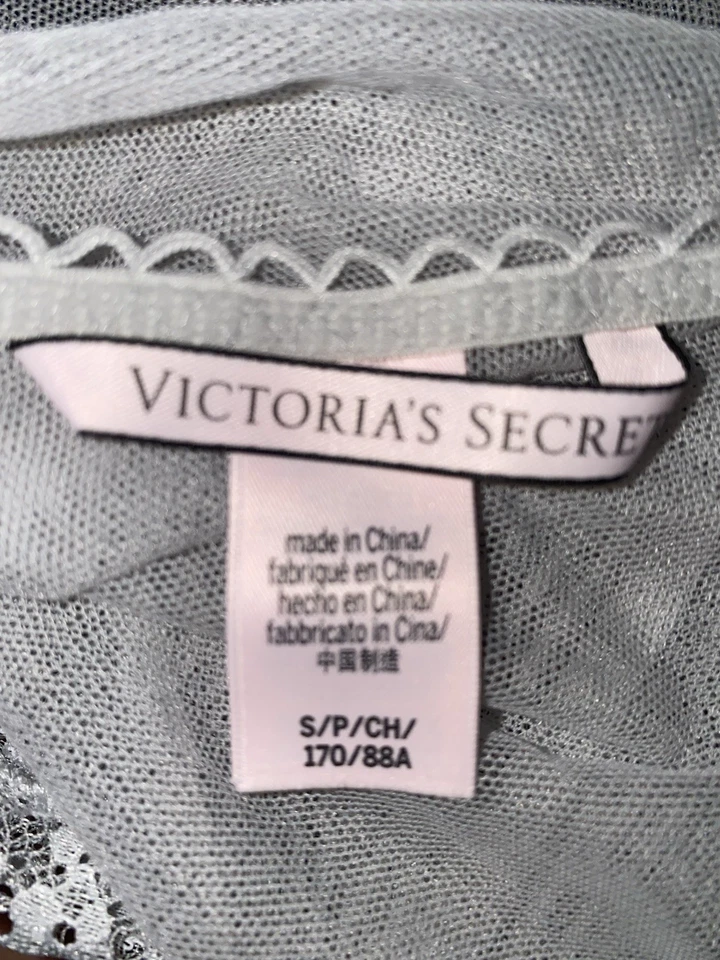 VICTORIA'S SECRET
made in China/
fabriqué en Chine/
hecho en China/
fabbricato in Cina/
中国制造
S/P/CH/
170/88A